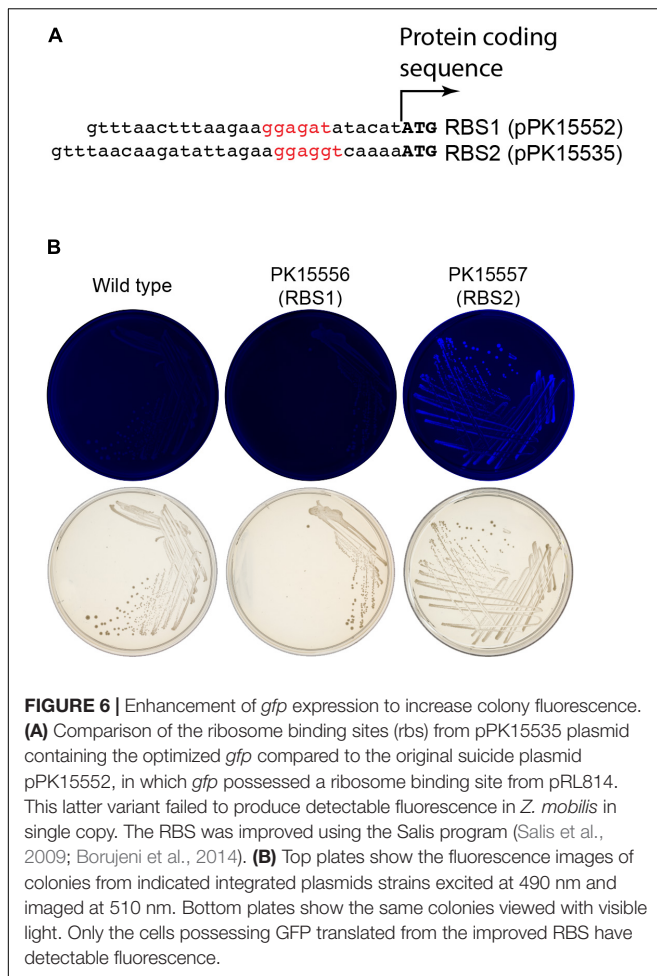 A
Protein coding
sequence
gtttaactttaagaaggagatatacatATG RBS1 (pPK15552)
gtttaacaagatattagaaggaggtcaaaaATG RBS2 (pPK15535)
B
Wild type
PK15556
(RBS1)
PK15557
(RBS2)
FIGURE 6 | Enhancement of gfp expression to increase colony fluorescence.
(A) Comparison of the ribosome binding sites (rbs) from pPK15535 plasmid
containing the optimized gfp compared to the original suicide plasmid
pPK15552, in which gfp possessed a ribosome binding site from pRL814.
This latter variant failed to produce detectable fluorescence in Z. mobilis in
single copy. The RBS was improved using the Salis program (Salis et al.,
2009; Borujeni et al., 2014). (B) Top plates show the fluorescence images of
colonies from indicated integrated plasmids strains excited at 490 nm and
imaged at 510 nm. Bottom plates show the same colonies viewed with visible
light. Only the cells possessing GFP translated from the improved RBS have
detectable fluorescence.